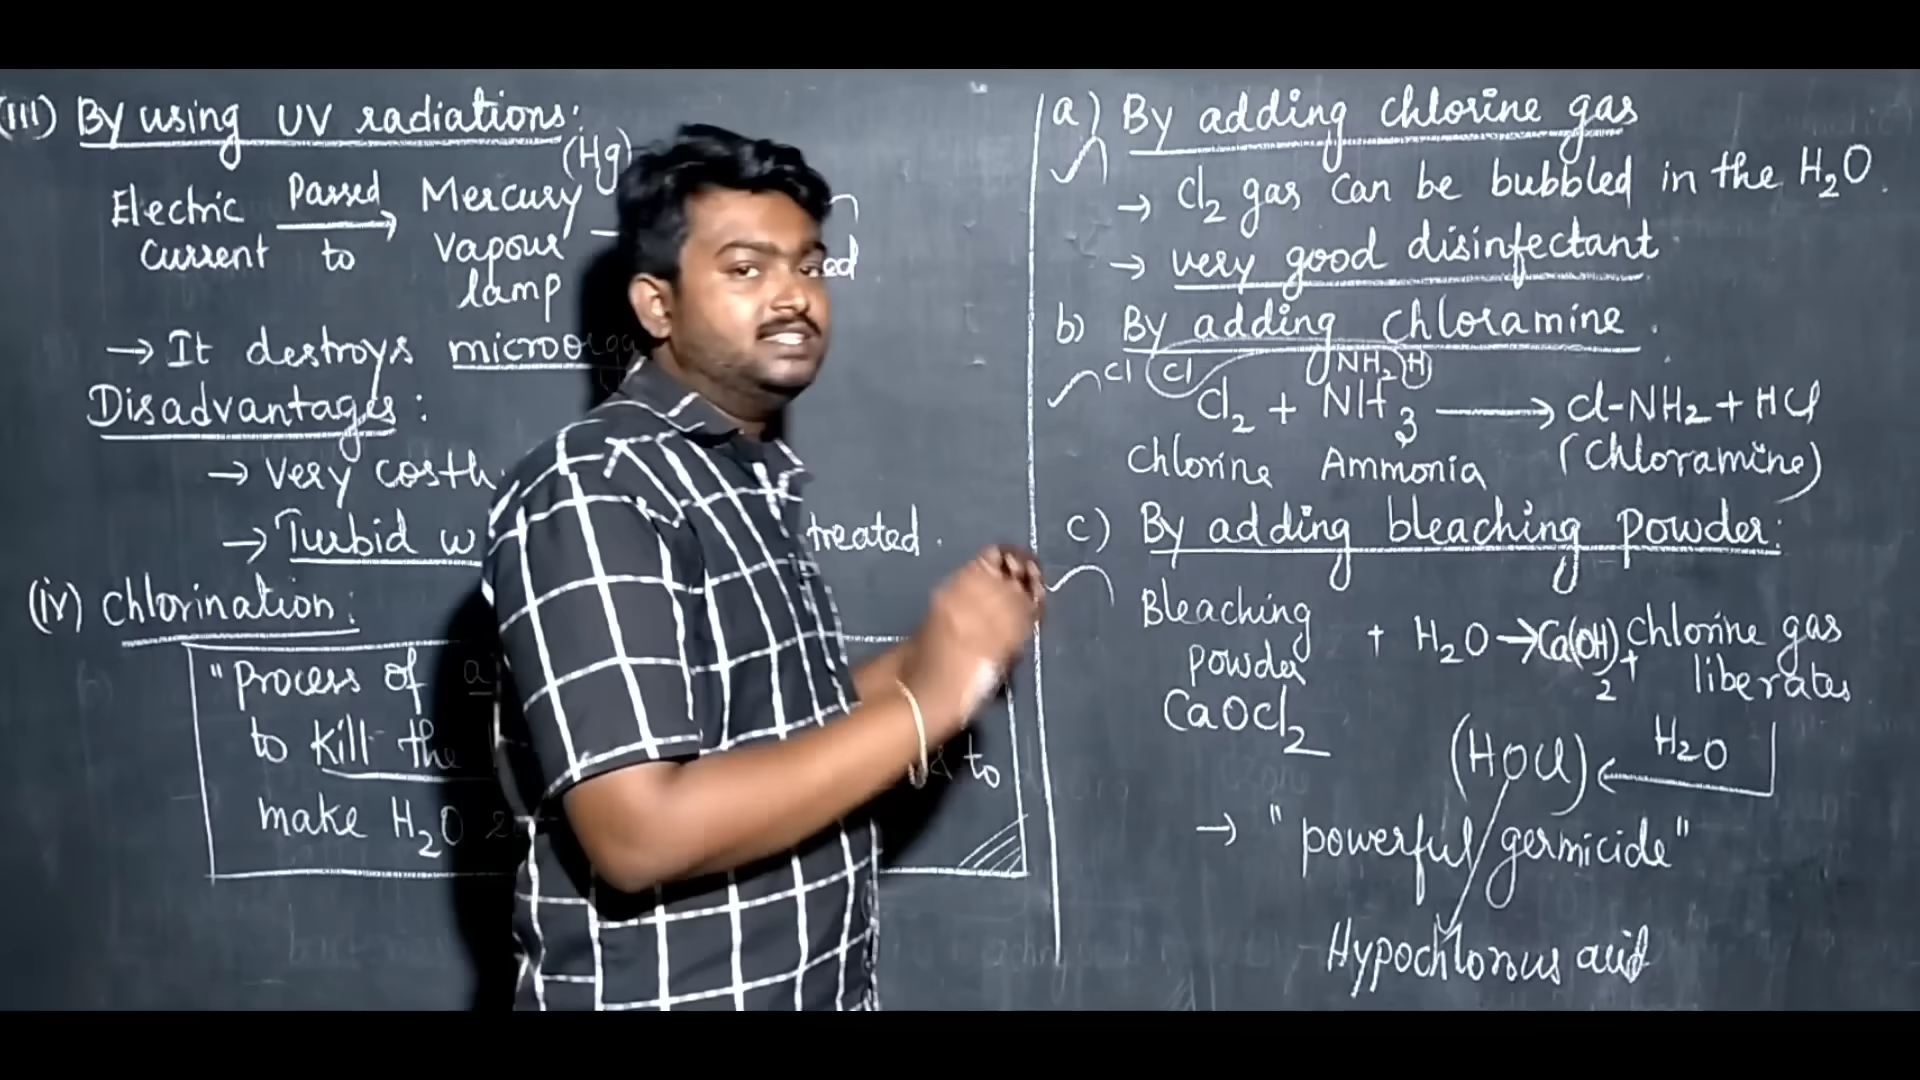 (III) By using UV radiations:
(Hg)
Electric Passed Mercury
Current to vapour
lamp
→ It destroys
Disadvantages:
→ Very
→ Turbid treated.
(iv) Chlorination:
"Process of
to Kill the to
make H2O
a) By adding chlorine gas
→ Cl2 gas can be bubbled in the H2O.
→ very good disinfectant
b) By adding chloramine.
Cl Cl NH2 H
Cl2 + NH3 → Cl-NH2 + HCl
Chlorine Ammonia (Chloramine)
c) By adding bleaching powder:
Bleaching
powder + H2O → Ca(OH)2 + Chlorine gas
liberates
CaOCl2
(HOCl) ← H2O
→ "powerful germicide"
Hypochlorous acid